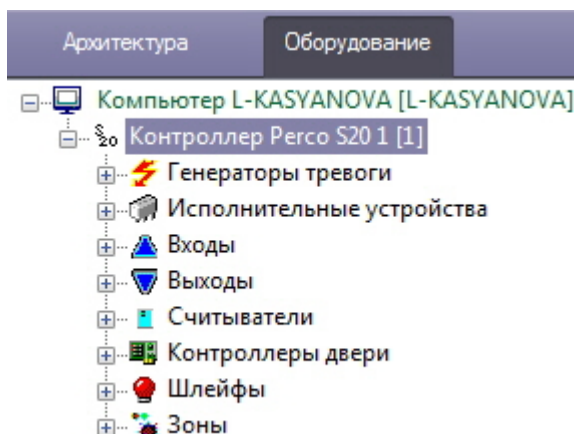 Архитектура Оборудование
Компьютер L-KASYANOVA [L-KASYANOVA]
Контроллер Perco S20 1 [1]
Генераторы тревоги
Исполнительные устройства
Входы
Выходы
Считыватели
Контроллеры двери
Шлейфы
Зоны